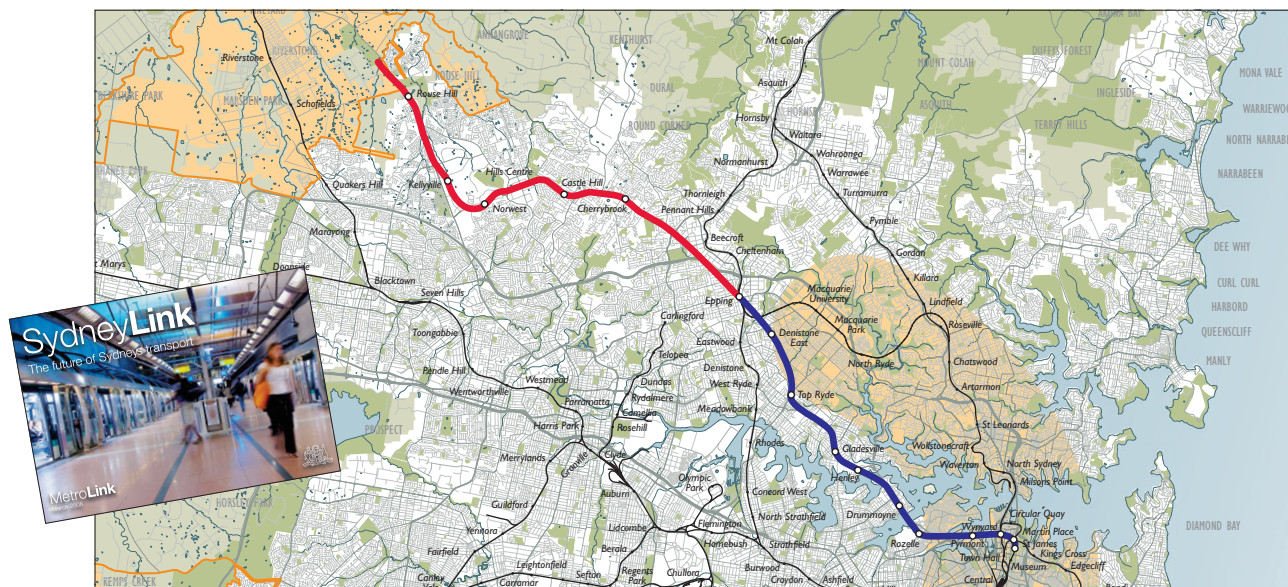 SydneyLink
The future of Sydneys transport
MetroLink
RIVERSTONE
Riverstone
MARSDEN PARK
Schofields
ROUSE HILL
Rouse Hill
ANNANGROVE
KENTHURST
DURAL
ROUND CORNER
Mt Colah
Asquith
Hornsby
HORNSBY
Waitara
Normanhurst
Wahroonga
Warrawee
Turramurra
Thornleigh
Pennant Hills
Pymble
Beecroft
Cheltenham
Gordon
Killara
MOUNT COLAH
DUFFYS FOREST
ASQUITH
INGLESIDE
TERREY HILLS
MONA VALE
NARRABEEN
DEE WHY
CURL CURL
HARBORD
QUEENSCLIFF
MANLY
DIAMOND BAY
Quakers Hill
Kellyville
Hills Centre
Norwest
Castle Hill
Cherrybrook
Marayong
Blacktown
Seven Hills
Toongabbie
Pendle Hill
Wentworthville
Westmead
Parramatta
Harris Park
Merrylands
Granville
Clyde
Guildford
Yennora
Fairfield
PROSPECT
KEMPS CREEK
Epping
Carlingford
Eastwood
Telopea
Denistone
Dundas
West Ryde
Rydalmere
Camellia
Meadowbank
Rosehill
Macquarie
University
Macquarie
Park
Denistone
East
North Ryde
Top Ryde
Lindfield
Roseville
Chatswood
Artarmon
St Leonards
Wollstonecraft
Waverton
North Sydney
Milsons Point
Rhodes
Gladesville
Henley
Olympic
Park
Concord West
Auburn
Drummoyne
North Strathfield
Circular Quay
Lidcombe
Flemington
Wynyard
Martin Place
Rozelle
Pyrmont
St James
Homebush
Strathfield
Town Hall
Kings Cross
Berala
Edgecliff
Leightonfield
Burwood
Museum
Regents
Park
Sefton
Chullora
Croydon
Ashfield
Central
Canley
Carramar